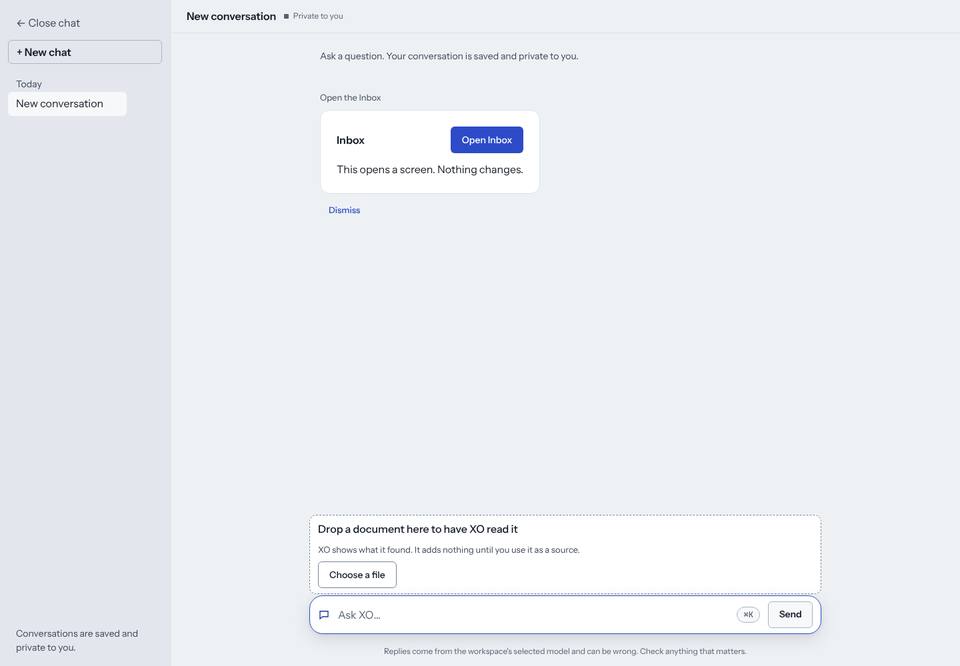 ← Close chat
+ New chat
Today
New conversation
Conversations are saved and
private to you.
New conversation
Private to you
Ask a question. Your conversation is saved and private to you.
Open the Inbox
Inbox
Open Inbox
This opens a screen. Nothing changes.
Dismiss
Drop a document here to have XO read it
XO shows what it found. It adds nothing until you use it as a source.
Choose a file
Ask XO...
⌘K
Send
Replies come from the workspace's selected model and can be wrong. Check anything that matters.